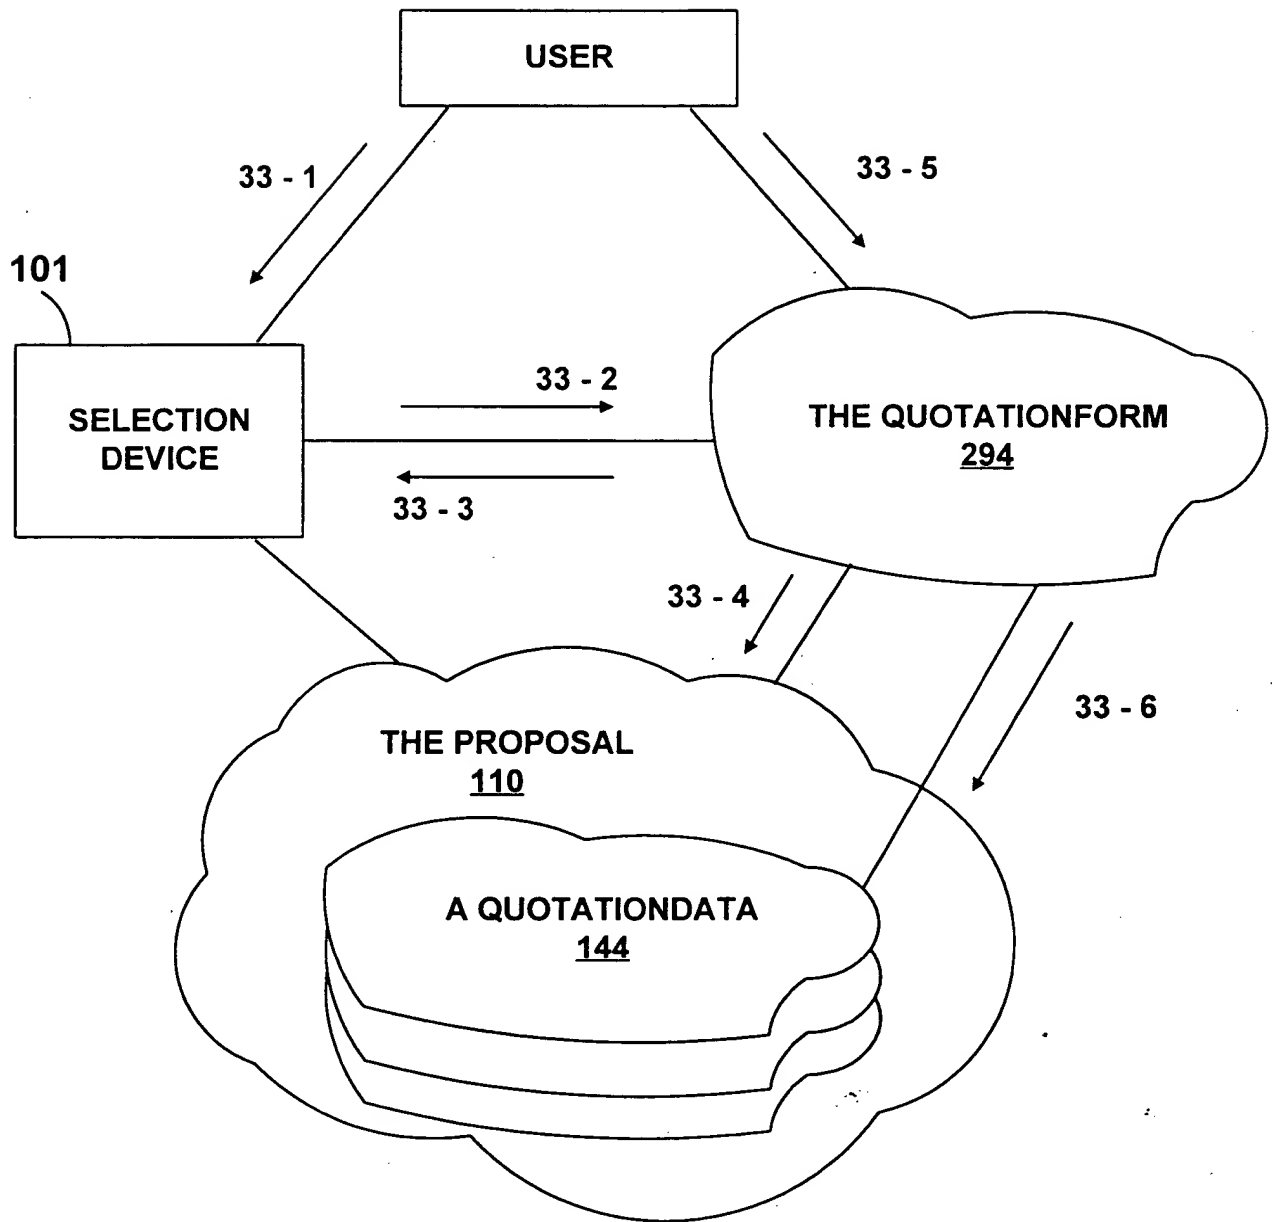 USER
33 - 1
33 - 5
101
33 - 2
SELECTION
DEVICE
THE QUOTATIONFORM
294
33 - 3
33 - 4
33 - 6
THE PROPOSAL
110
A QUOTATIONDATA
144